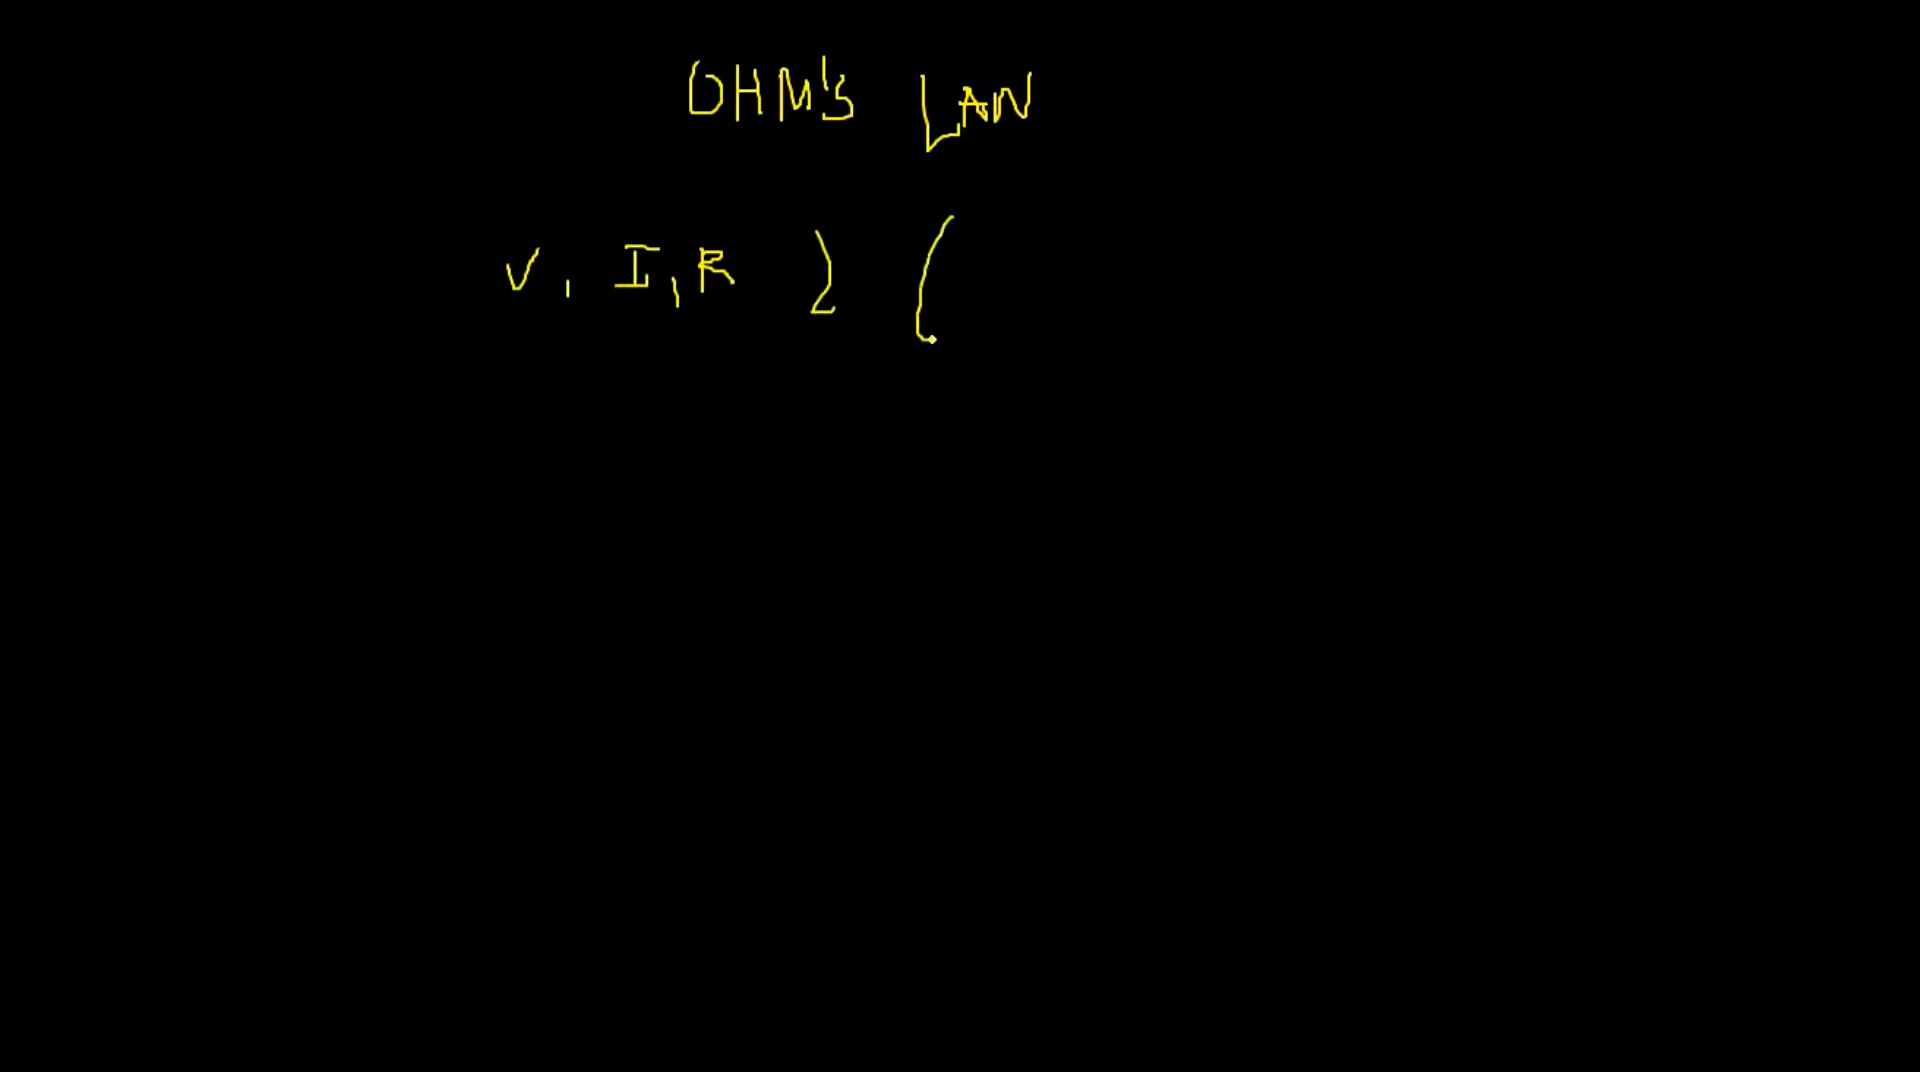 OHM's LAW
V, I, R } (